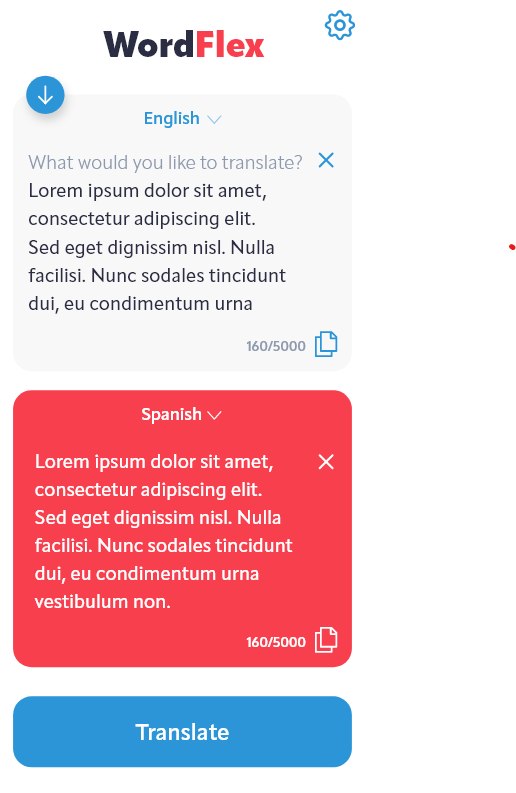 WordFlex
English
What would you like to translate?
Lorem ipsum dolor sit amet,
consectetur adipiscing elit.
Sed eget dignissim nisl. Nulla
facilisi. Nunc sodales tincidunt
dui, eu condimentum urna
160/5000
Spanish
Lorem ipsum dolor sit amet,
consectetur adipiscing elit.
Sed eget dignissim nisl. Nulla
facilisi. Nunc sodales tincidunt
dui, eu condimentum urna
vestibulum non.
160/5000
Translate